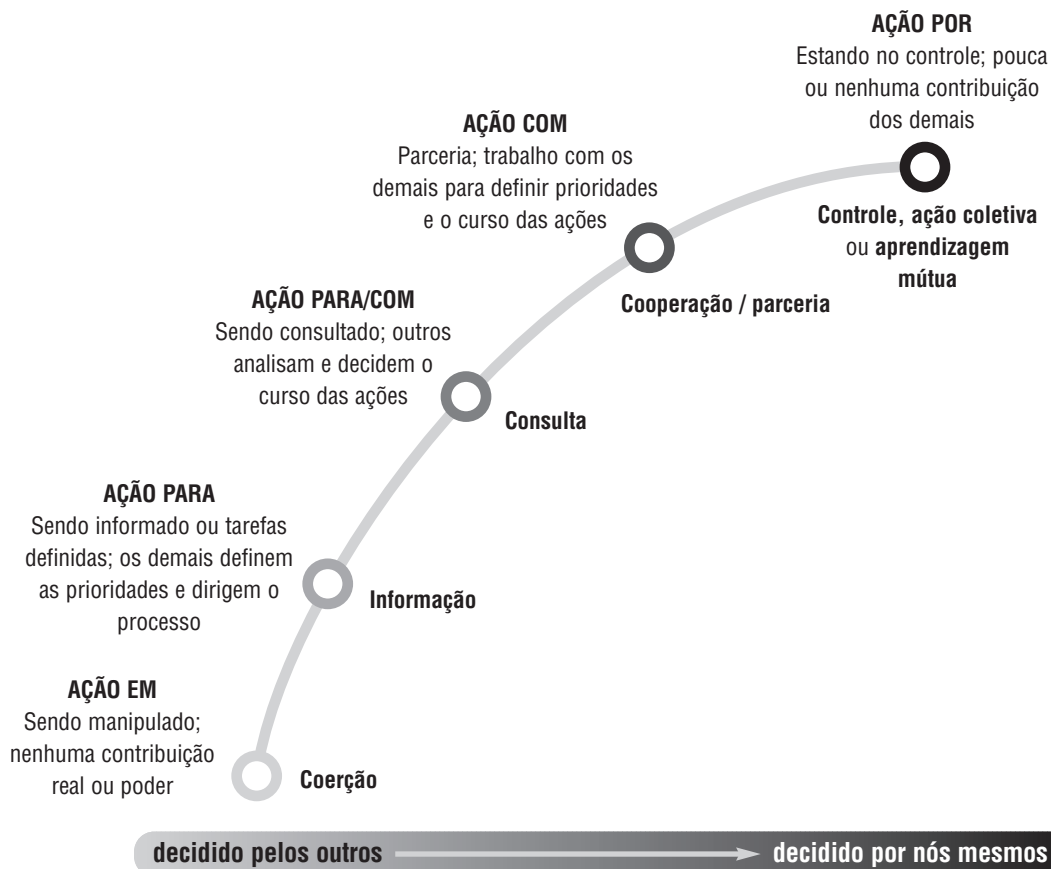 AÇÃO POR
Estando no controle; pouca
ou nenhuma contribuição
dos demais
Controle, ação coletiva
ou aprendizagem
mútua
AÇÃO COM
Parceria; trabalho com os
demais para definir prioridades
e o curso das ações
Cooperação / parceria
AÇÃO PARA/COM
Sendo consultado; outros
analisam e decidem o
curso das ações
Consulta
AÇÃO PARA
Sendo informado ou tarefas
definidas; os demais definem
as prioridades e dirigem o
processo
Informação
AÇÃO EM
Sendo manipulado;
nenhuma contribuição
real ou poder
Coerção
decidido pelos outros decidido por nós mesmos